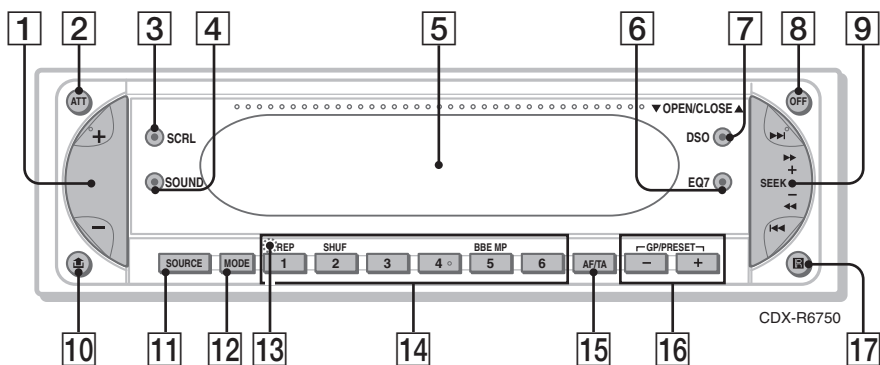 1 2 3 4 5 6 7 8 9
ATT OFF
▼ OPEN/CLOSE ▲
+ SCRL DSO ▶▶|
▶▶
+
SOUND EQ7 SEEK
−
◀◀
− |◀◀
REP SHUF BBE MP GP/PRESET
SOURCE MODE 1 2 3 4 5 6 AF/TA − + R
CDX-R6750
10 11 12 13 14 15 16 17